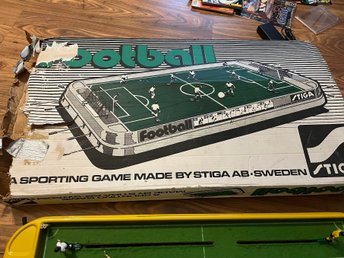 Football
Football
STIGA
A SPORTING GAME MADE BY STIGA AB·SWEDEN
STIG